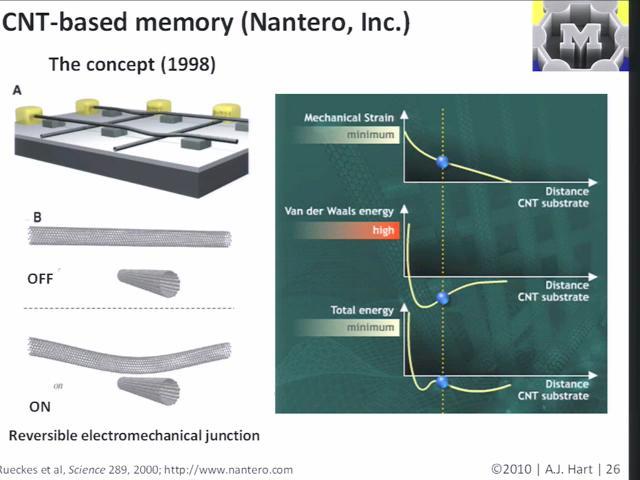 CNT-based memory (Nantero, Inc.)
M
The concept (1998)
A
B
OFF
on
ON
Reversible electromechanical junction
Mechanical Strain
minimum
Distance
CNT substrate
Van der Waals energy
high
Distance
CNT substrate
Total energy
minimum
Distance
CNT substrate
Rueckes et al, Science 289, 2000; http://www.nantero.com
©2010 | A.J. Hart | 26